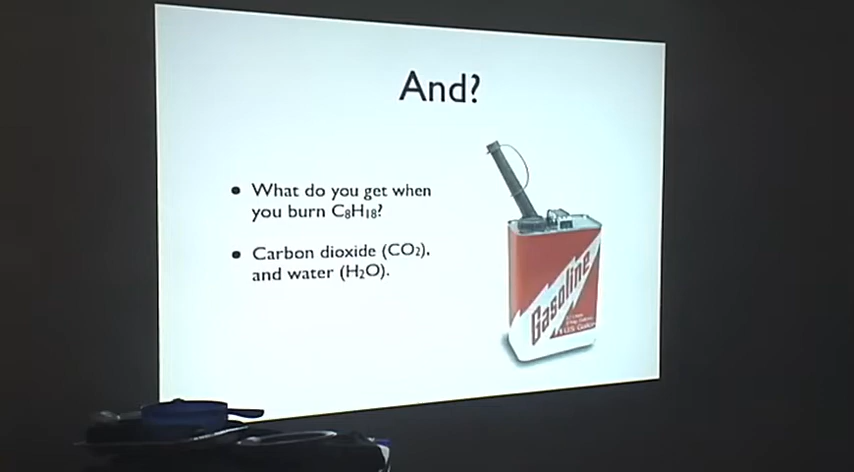 And?
• What do you get when
you burn C₈H₁₈?
• Carbon dioxide (CO₂),
and water (H₂O).
Gasoline